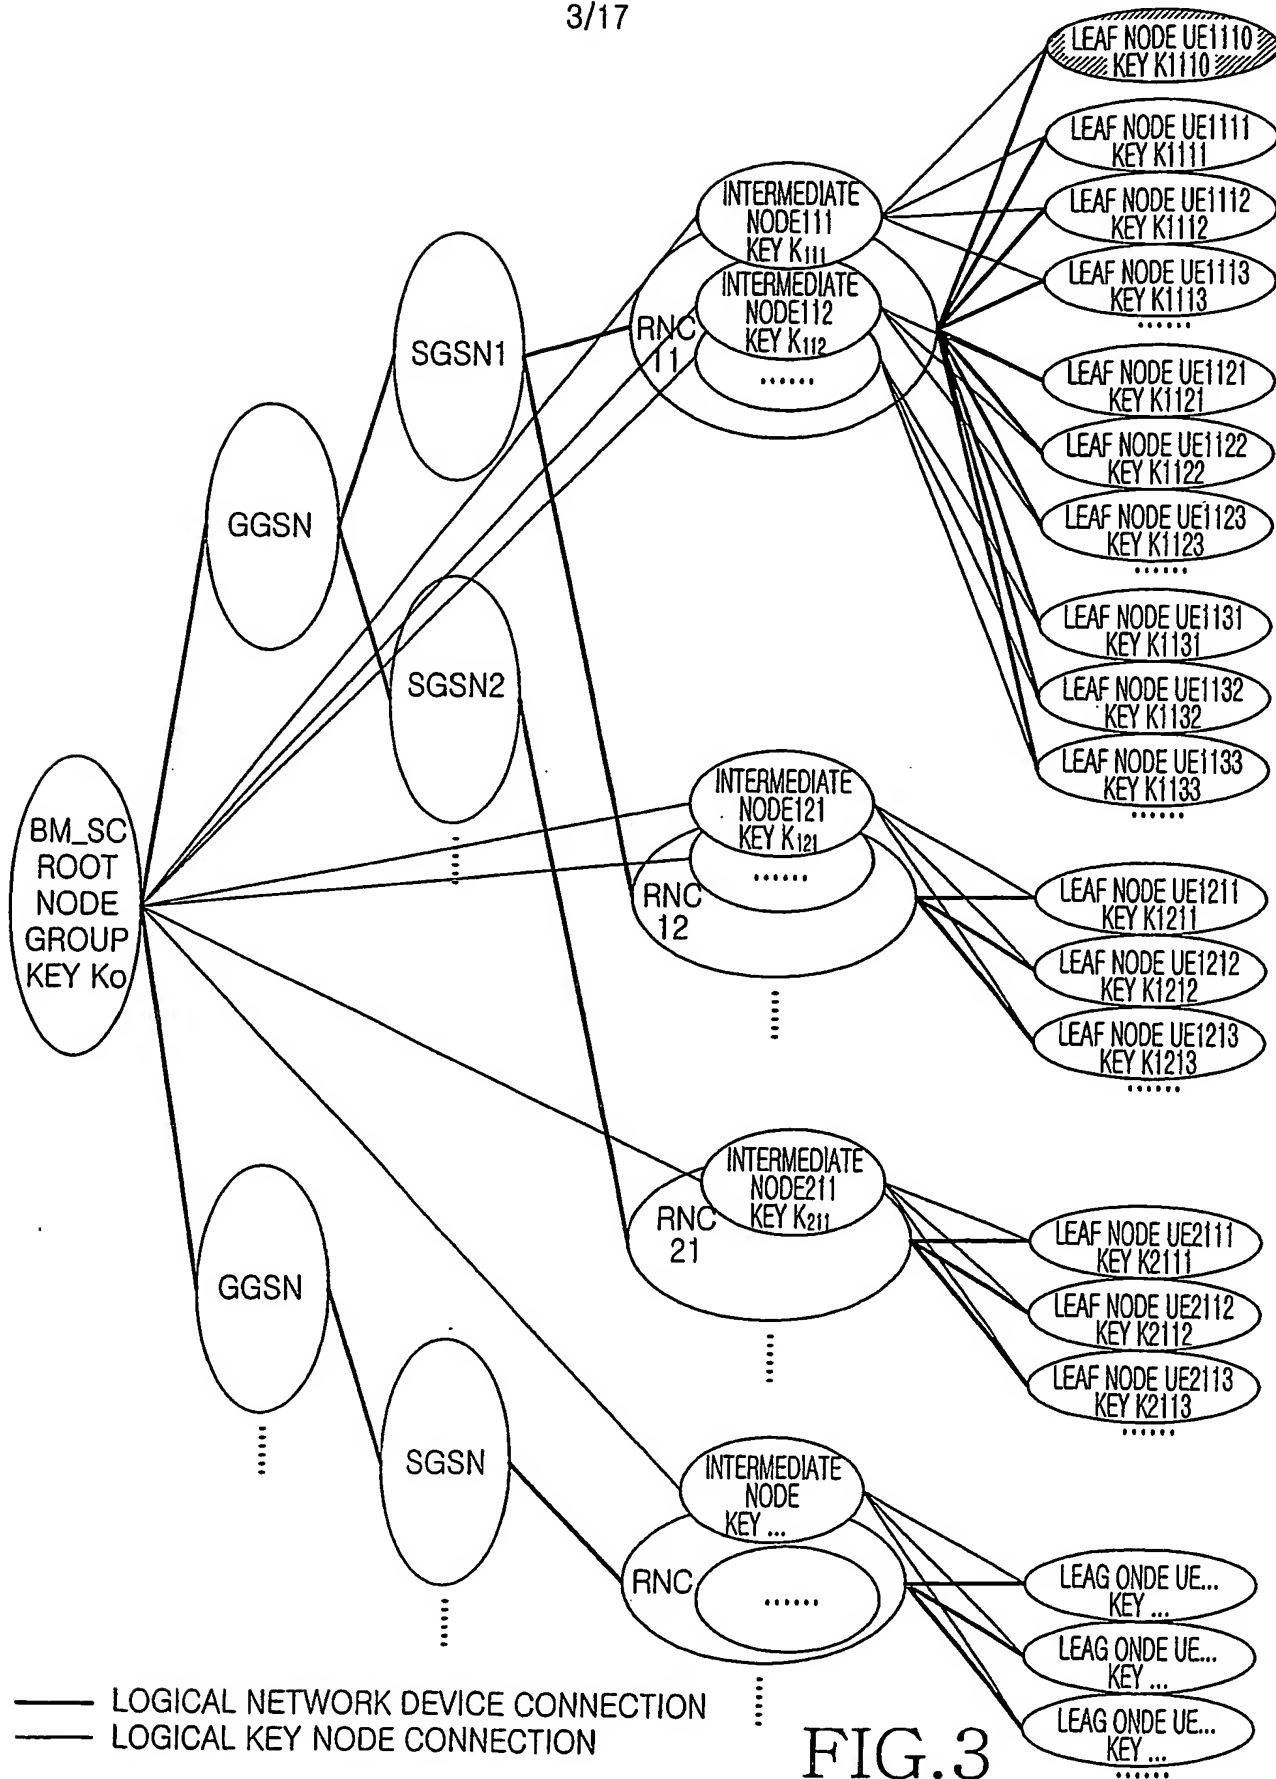 3/17
LEAF NODE UE1110
KEY K1110
LEAF NODE UE1111
KEY K1111
LEAF NODE UE1112
KEY K1112
LEAF NODE UE1113
KEY K1113
......
LEAF NODE UE1121
KEY K1121
LEAF NODE UE1122
KEY K1122
LEAF NODE UE1123
KEY K1123
......
LEAF NODE UE1131
KEY K1131
LEAF NODE UE1132
KEY K1132
LEAF NODE UE1133
KEY K1133
......
INTERMEDIATE
NODE111
KEY K111
INTERMEDIATE
NODE112
KEY K112
......
RNC
11
SGSN1
GGSN
SGSN2
......
BM_SC
ROOT
NODE
GROUP
KEY Ko
INTERMEDIATE
NODE121
KEY K121
......
RNC
12
......
LEAF NODE UE1211
KEY K1211
LEAF NODE UE1212
KEY K1212
LEAF NODE UE1213
KEY K1213
......
INTERMEDIATE
NODE211
KEY K211
RNC
21
......
LEAF NODE UE2111
KEY K2111
LEAF NODE UE2112
KEY K2112
LEAF NODE UE2113
KEY K2113
......
GGSN
......
SGSN
......
INTERMEDIATE
NODE
KEY ...
RNC
......
......
LEAG ONDE UE...
KEY ...
LEAG ONDE UE...
KEY ...
LEAG ONDE UE...
KEY ...
......
LOGICAL NETWORK DEVICE CONNECTION
LOGICAL KEY NODE CONNECTION
FIG.3